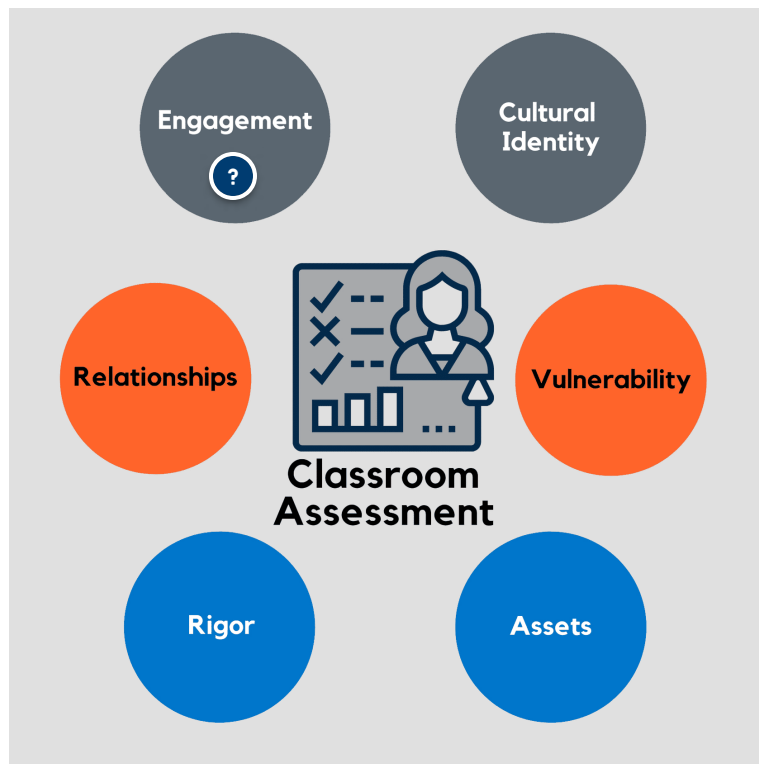 Engagement
?
Cultural
Identity
Relationships
Vulnerability
Classroom
Assessment
Rigor
Assets